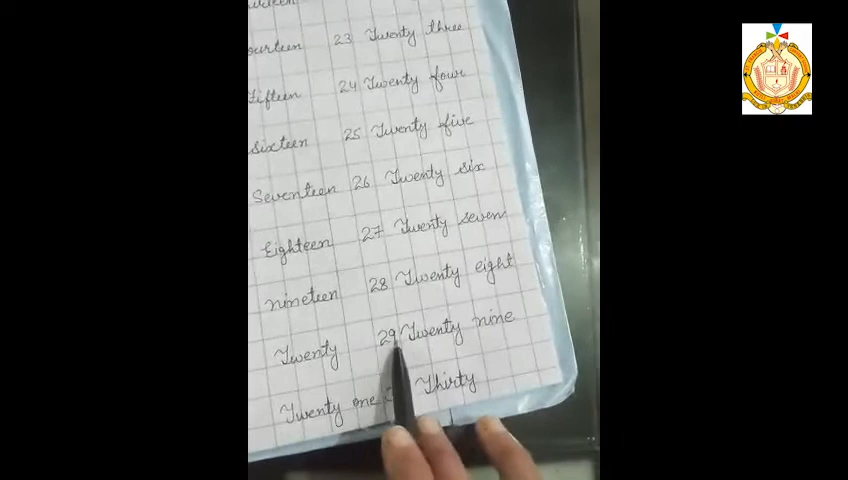 ourteen 23 Twenty three
Fifteen 24 Twenty four
Sixteen 25 Twenty five
Seventeen 26 Twenty six
Eighteen 27 Twenty seven
nineteen 28 Twenty eight
Twenty 29 Twenty nine
Twenty one Thirty